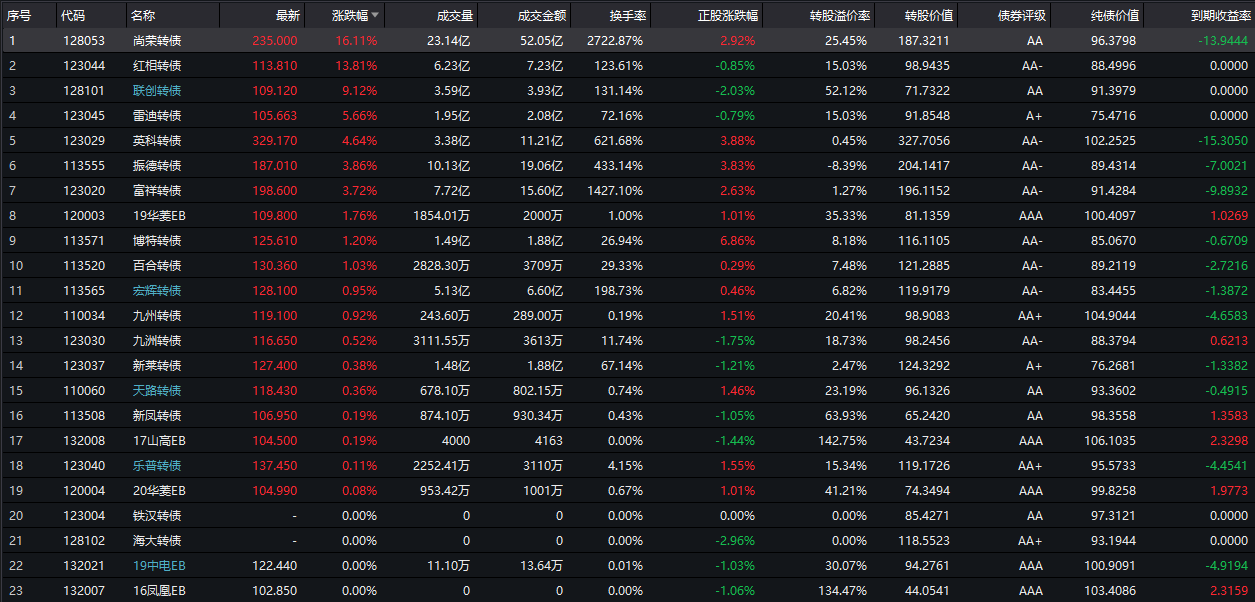 序号 代码 名称 最新 涨跌幅 成交量 成交金额 换手率 正股涨跌幅 转股溢价率 转股价值 债券评级 纯债价值 到期收益率
1 128053 尚荣转债 235.000 16.11% 23.14亿 52.05亿 2722.87% 2.92% 25.45% 187.3211 AA 96.3798 -13.9444
2 123044 红相转债 113.810 13.81% 6.23亿 7.23亿 123.61% -0.85% 15.03% 98.9435 AA- 88.4996 0.0000
3 128101 联创转债 109.120 9.12% 3.59亿 3.93亿 131.14% -2.03% 52.12% 71.7322 AA 91.3979 0.0000
4 123045 雷迪转债 105.663 5.66% 1.95亿 2.08亿 72.16% -0.79% 15.03% 91.8548 A+ 75.4716 0.0000
5 123029 英科转债 329.170 4.64% 3.38亿 11.21亿 621.68% 3.88% 0.45% 327.7056 AA- 102.2525 -15.3050
6 113555 振德转债 187.010 3.86% 10.13亿 19.06亿 433.14% 3.83% -8.39% 204.1417 AA- 89.4314 -7.0021
7 123020 富祥转债 198.600 3.72% 7.72亿 15.60亿 1427.10% 2.63% 1.27% 196.1152 AA- 91.4284 -9.8932
8 120003 19华菱EB 109.800 1.76% 1854.01万 2000万 1.00% 1.01% 35.33% 81.1359 AAA 100.4097 1.0269
9 113571 博特转债 125.610 1.20% 1.49亿 1.88亿 26.94% 6.86% 8.18% 116.1105 AA- 85.0670 -0.6709
10 113520 百合转债 130.360 1.03% 2828.30万 3709万 29.33% 0.29% 7.48% 121.2885 AA- 89.2119 -2.7216
11 113565 宏辉转债 128.100 0.95% 5.13亿 6.60亿 198.73% 0.46% 6.82% 119.9179 AA- 83.4455 -1.3872
12 110034 九州转债 119.100 0.92% 243.60万 289.00万 0.19% 1.51% 20.41% 98.9083 AA+ 104.9044 -4.6583
13 123030 九洲转债 116.650 0.52% 3111.55万 3613万 11.74% -1.75% 18.73% 98.2456 AA- 88.3794 0.6213
14 123037 新莱转债 127.400 0.38% 1.48亿 1.88亿 67.14% -1.21% 2.47% 124.3292 A+ 76.2681 -1.3382
15 110060 天路转债 118.430 0.36% 678.10万 802.15万 0.74% 1.46% 23.19% 96.1326 AA 93.3602 -0.4915
16 113508 新凤转债 106.950 0.19% 874.10万 930.34万 0.43% -1.05% 63.93% 65.2420 AA 98.3558 1.3583
17 132008 17山高EB 104.500 0.19% 4000 4163 0.00% -1.44% 142.75% 43.7234 AAA 106.1035 2.3298
18 123040 乐普转债 137.450 0.11% 2252.41万 3110万 4.15% 1.55% 15.34% 119.1726 AA+ 95.5733 -4.4541
19 120004 20华菱EB 104.990 0.08% 953.42万 1001万 0.67% 1.01% 41.21% 74.3494 AAA 99.8258 1.9773
20 123004 铁汉转债 - 0.00% 0 0 0.00% 0.00% 0.00% 85.4271 AA 97.3121 0.0000
21 128102 海大转债 - 0.00% 0 0 0.00% -2.96% 0.00% 118.5523 AA+ 93.1944 0.0000
22 132021 19中电EB 122.440 0.00% 11.10万 13.64万 0.01% -1.03% 30.07% 94.2761 AAA 100.9091 -4.9194
23 132007 16凤凰EB 102.850 0.00% 0 0 0.00% -1.06% 134.47% 44.0541 AAA 103.4086 2.3159